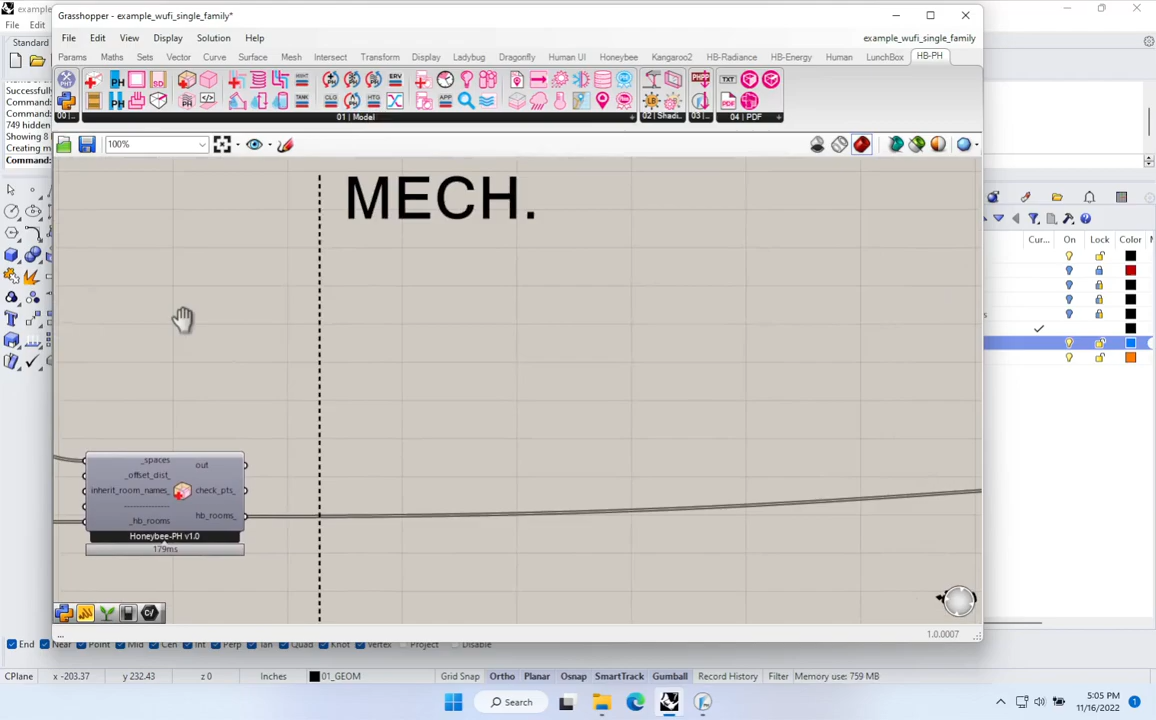 example
File Edit
Standard
Successfully
Command:
Command:
749 hidden
Showing 8
Creating m
Command:
Grasshopper - example_wufi_single_family*
File Edit View Display Solution Help
example_wufi_single_family
Params Maths Sets Vector Curve Surface Mesh Intersect Transform Display Ladybug Dragonfly Human UI Honeybee Kangaroo2 HB-Radiance HB-Energy Human LunchBox HB-PH
01 | Model
04 | PDF
100%
MECH.
_spaces
_offset_dist_
inherit_room_names_
_hb_rooms
out
check_pts_
hb_rooms_
Honeybee-PH v1.0
179ms
...
1.0.0007
Cur... On Lock Color
End Near Point Mid Cen Int Perp Tan Quad Knot Vertex Project Disable
CPlane x -203.37 y 232.43 z 0 Inches 01_GEOM Grid Snap Ortho Planar Osnap SmartTrack Gumball Record History Filter Memory use: 759 MB
Search
5:05 PM
11/16/2022